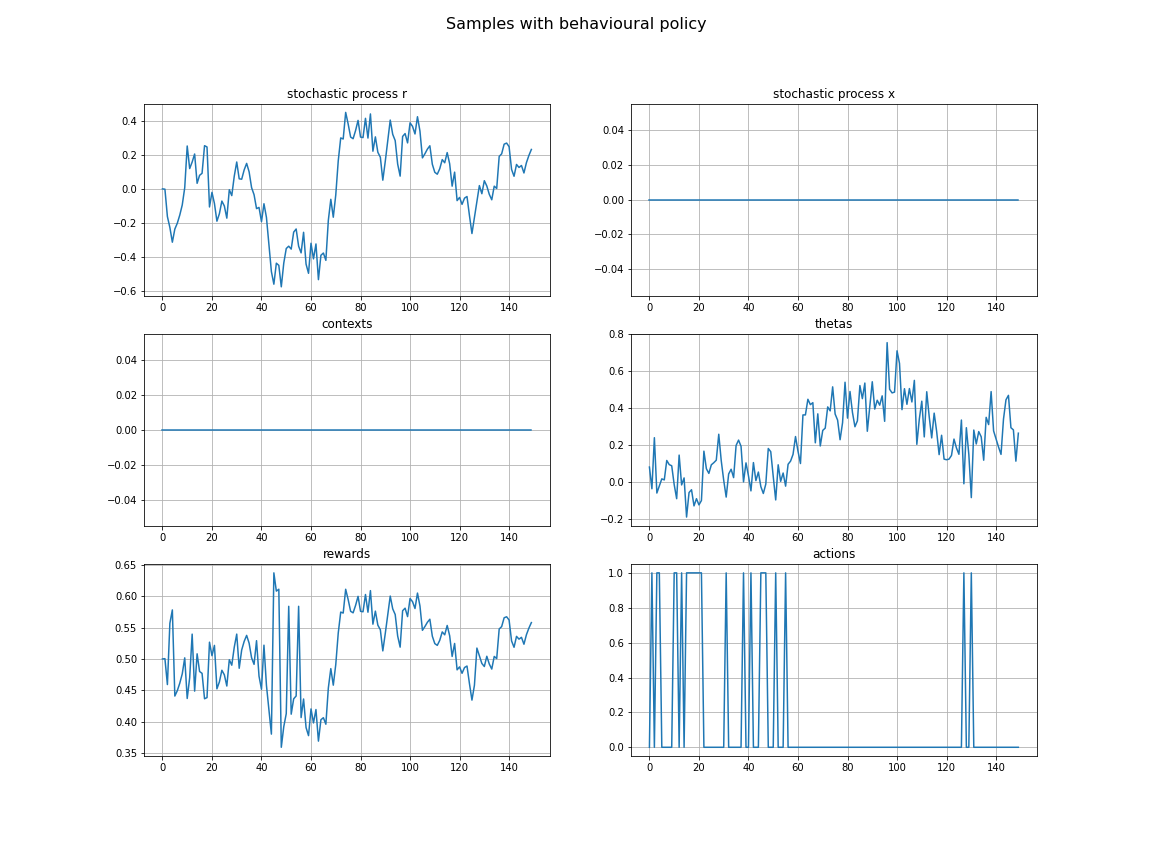 Samples with behavioural policy
stochastic process r
0.4
0.2
0.0
−0.2
−0.4
−0.6
0 20 40 60 80 100 120 140
stochastic process x
0.04
0.02
0.00
−0.02
−0.04
0 20 40 60 80 100 120 140
contexts
0.04
0.02
0.00
−0.02
−0.04
0 20 40 60 80 100 120 140
thetas
0.8
0.6
0.4
0.2
0.0
−0.2
0 20 40 60 80 100 120 140
rewards
0.65
0.60
0.55
0.50
0.45
0.40
0.35
0 20 40 60 80 100 120 140
actions
1.0
0.8
0.6
0.4
0.2
0.0
0 20 40 60 80 100 120 140